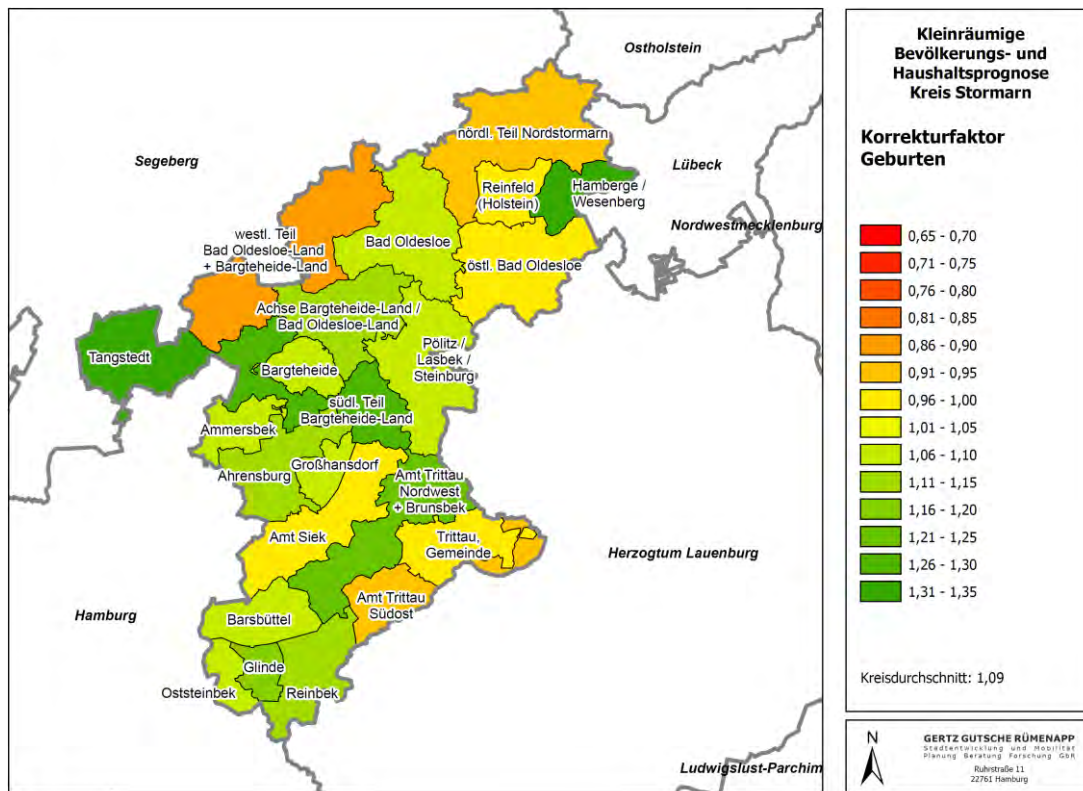 Ostholstein
nördl. Teil Nordstormarn
Segeberg
Lübeck
Reinfeld
(Holstein)
Hamberge /
Wesenberg
Nordwestmecklenburg
westl. Teil
Bad Oldesloe-Land
+ Bargteheide-Land
Bad Oldesloe
östl. Bad Oldesloe
Achse Bargteheide-Land /
Bad Oldesloe-Land
Tangstedt
Pölitz /
Lasbek /
Steinburg
Bargteheide
südl. Teil
Bargteheide-Land
Ammersbek
Großhansdorf
Ahrensburg
Amt Trittau
Nordwest
+ Brunsbek
Amt Siek
Trittau,
Gemeinde
Herzogtum Lauenburg
Hamburg
Barsbüttel
Amt Trittau
Südost
Glinde
Oststeinbek
Reinbek
Ludwigslust-Parchim
Kleinräumige
Bevölkerungs- und
Haushaltsprognose
Kreis Stormarn
Korrekturfaktor
Geburten
0,65 - 0,70
0,71 - 0,75
0,76 - 0,80
0,81 - 0,85
0,86 - 0,90
0,91 - 0,95
0,96 - 1,00
1,01 - 1,05
1,06 - 1,10
1,11 - 1,15
1,16 - 1,20
1,21 - 1,25
1,26 - 1,30
1,31 - 1,35
Kreisdurchschnitt: 1,09
N
GERTZ GUTSCHE RÜMENAPP
Stadtentwicklung und Mobilität
Planung Beratung Forschung GbR
Ruhrstraße 11
22761 Hamburg